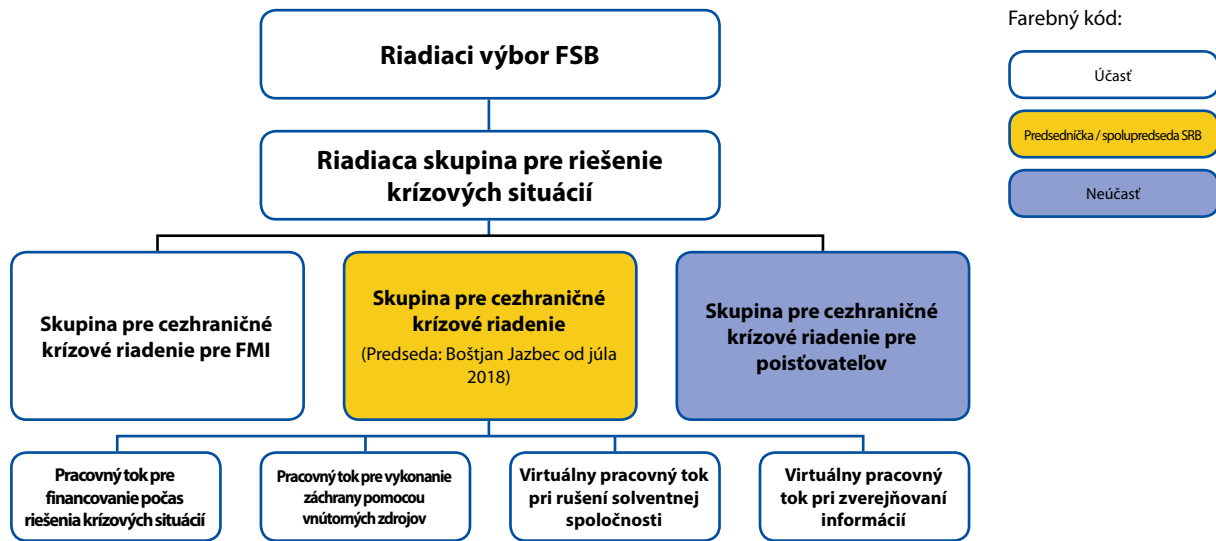 Riadiaci výbor FSB
Riadiaca skupina pre riešenie
krízových situácií
Skupina pre cezhraničné
krízové riadenie pre FMI
Skupina pre cezhraničné
krízové riadenie
(Predseda: Boštjan Jazbec od júla
2018)
Skupina pre cezhraničné
krízové riadenie pre
poisťovateľov
Pracovný tok pre
financovanie počas
riešenia krízových situácií
Pracovný tok pre vykonanie
záchrany pomocou
vnútorných zdrojov
Virtuálny pracovný tok
pri rušení solventnej
spoločnosti
Virtuálny pracovný
tok pri zverejňovaní
informácií
Farebný kód:
Účasť
Predsedníčka / spolupredseda SRB
Neúčasť